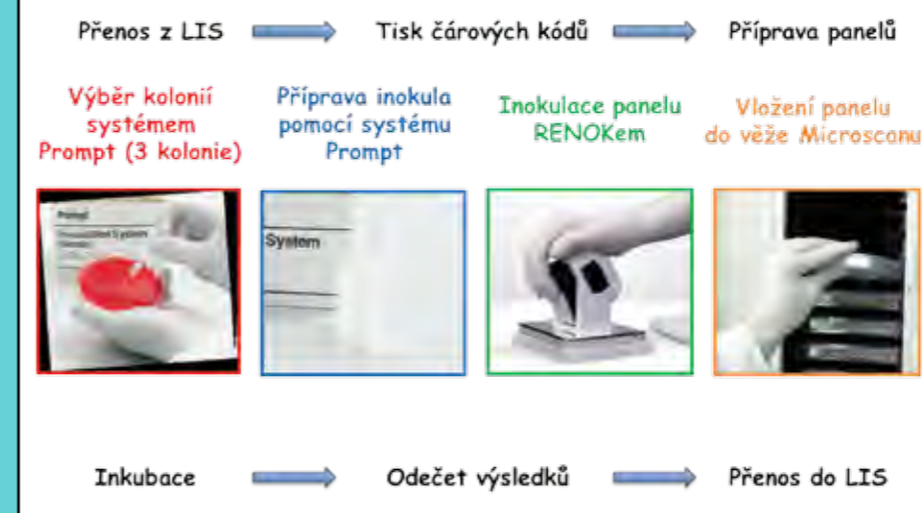 Přenos z LIS
Tisk čárových kódů
Příprava panelů
Výběr kolonií
systémem
Prompt (3 kolonie)
Příprava inokula
pomocí systému
Prompt
Inokulace panelu
RENOKem
Vložení panelu
do věže Microscanu
Prompt
System
Inkubace
Odečet výsledků
Přenos do LIS